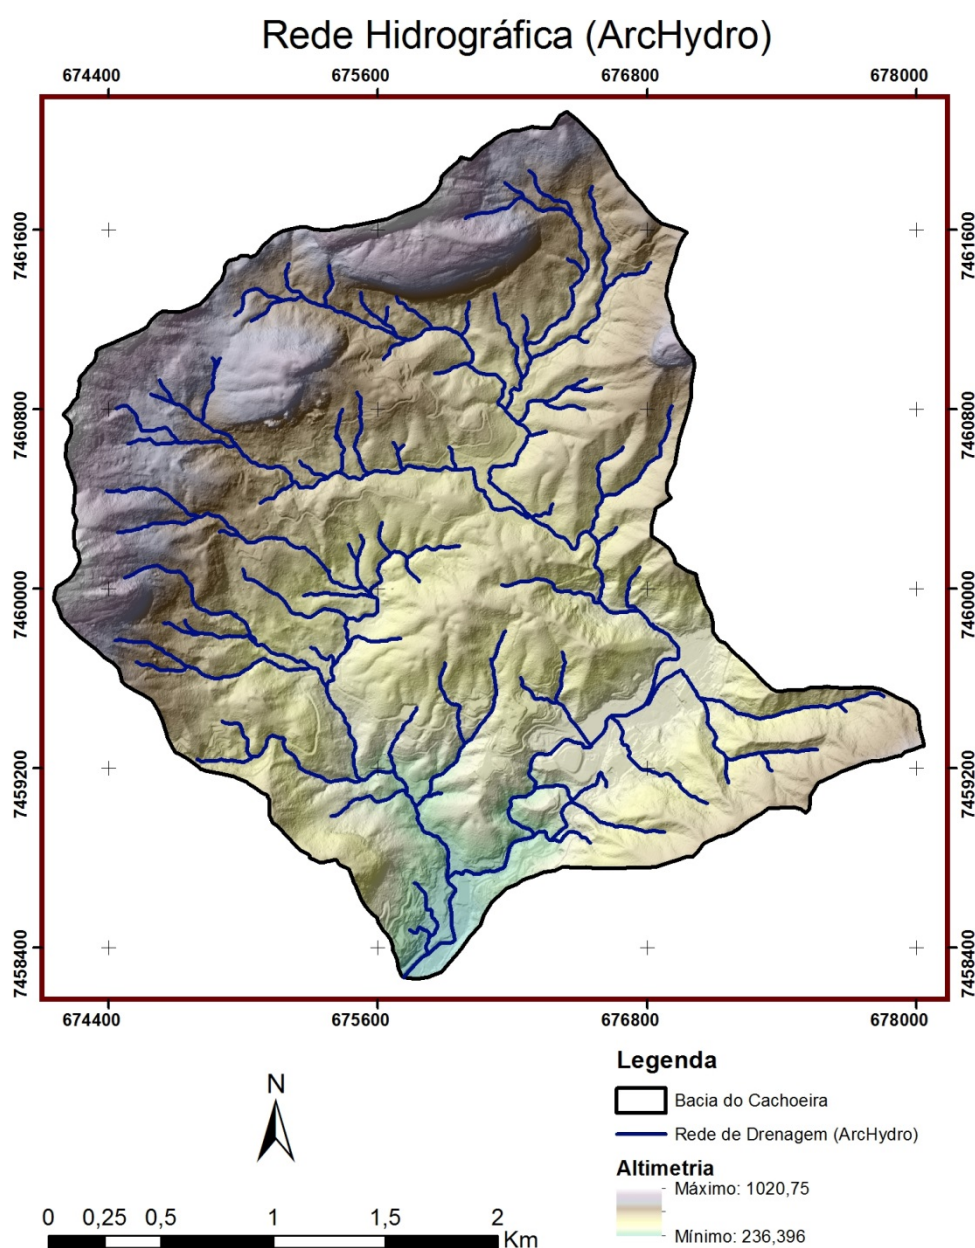 Rede Hidrográfica (ArcHydro)
674400 675600 676800 678000
7461600 7461600
7460800 7460800
7460000 7460000
7459200 7459200
7458400 7458400
674400 675600 676800 678000
N
0 0,25 0,5 1 1,5 2
Km
Legenda
Bacia do Cachoeira
Rede de Drenagem (ArcHydro)
Altimetria
Máximo: 1020,75
Mínimo: 236,396